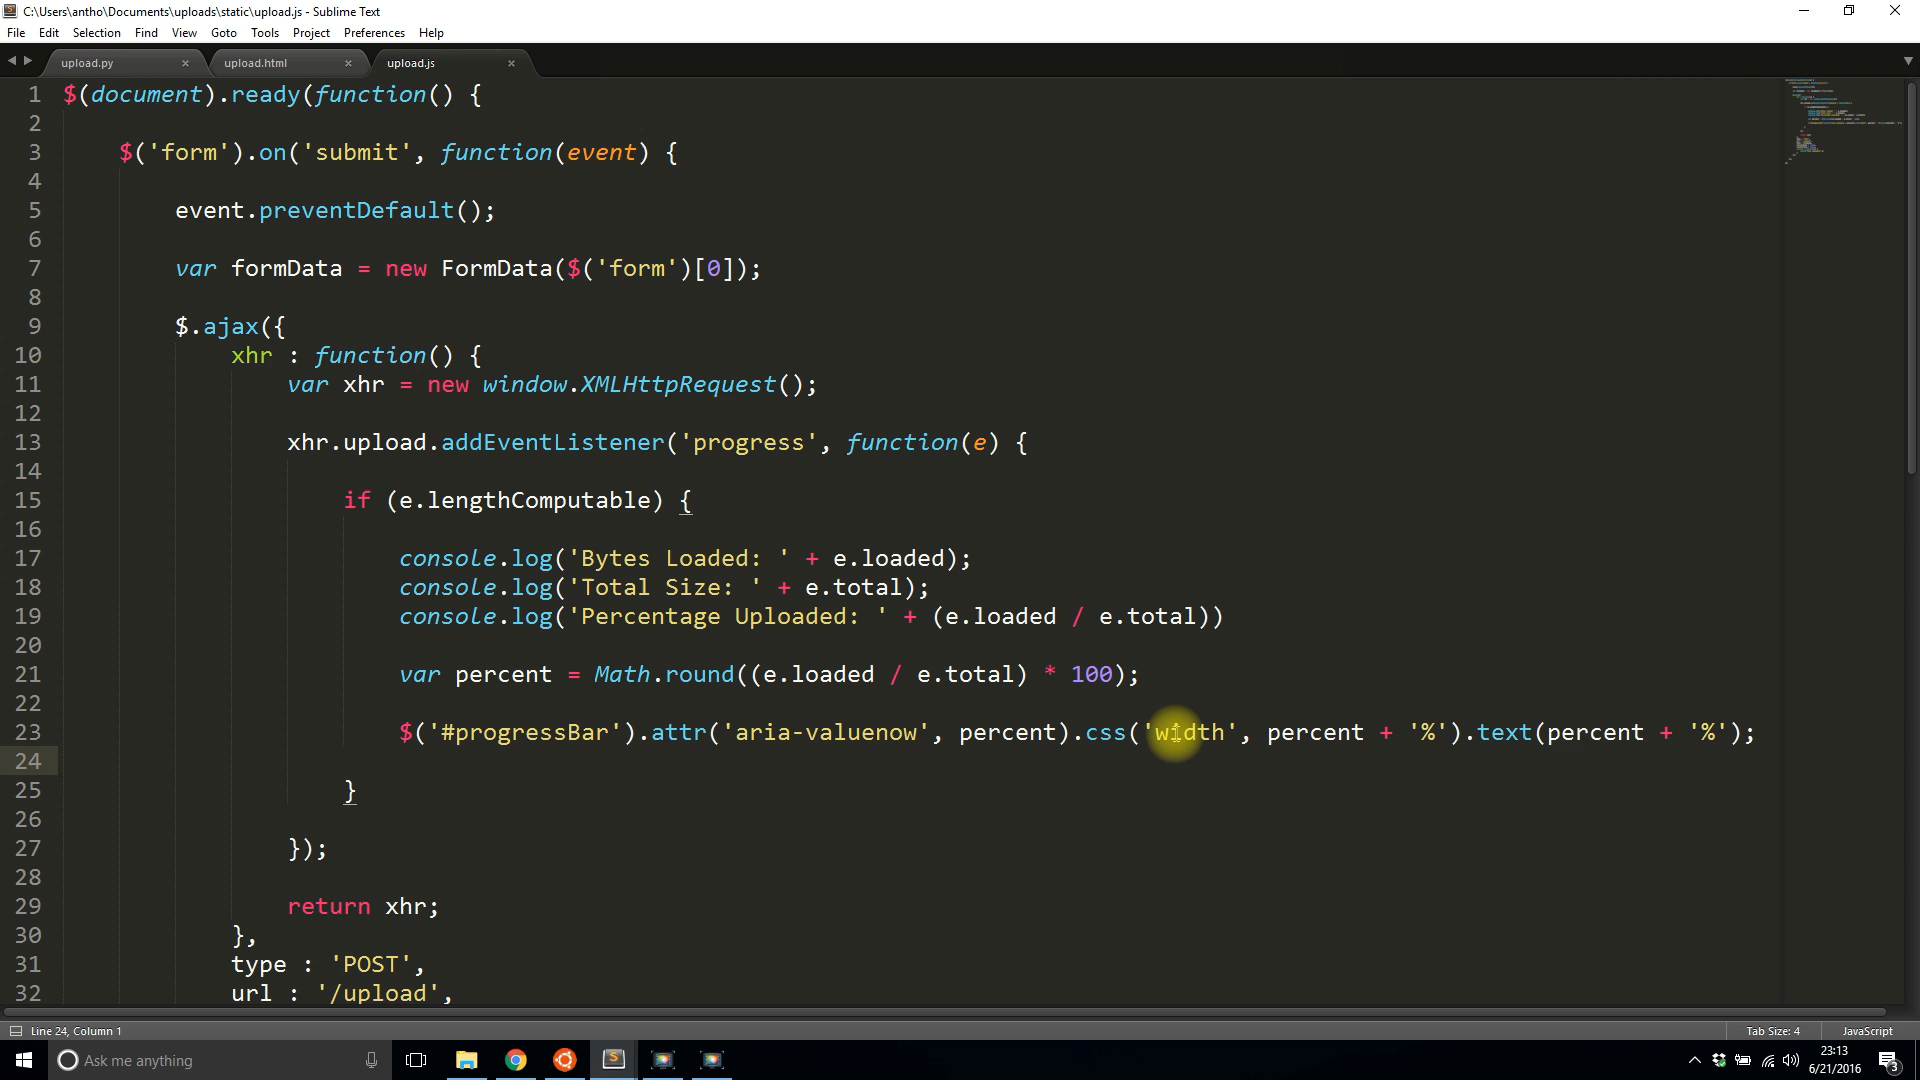 C:\Users\antho\Documents\uploads\static\upload.js - Sublime Text
File Edit Selection Find View Goto Tools Project Preferences Help
upload.py upload.html upload.js
1 $(document).ready(function() {
2
3 $('form').on('submit', function(event) {
4
5 event.preventDefault();
6
7 var formData = new FormData($('form')[0]);
8
9 $.ajax({
10 xhr : function() {
11 var xhr = new window.XMLHttpRequest();
12
13 xhr.upload.addEventListener('progress', function(e) {
14
15 if (e.lengthComputable) {
16
17 console.log('Bytes Loaded: ' + e.loaded);
18 console.log('Total Size: ' + e.total);
19 console.log('Percentage Uploaded: ' + (e.loaded / e.total))
20
21 var percent = Math.round((e.loaded / e.total) * 100);
22
23 $('#progressBar').attr('aria-valuenow', percent).css('width', percent + '%').text(percent + '%');
24
25 }
26
27 });
28
29 return xhr;
30 },
31 type : 'POST',
32 url : '/upload',
Line 24, Column 1 Tab Size: 4 JavaScript
Ask me anything
23:13
6/21/2016
3